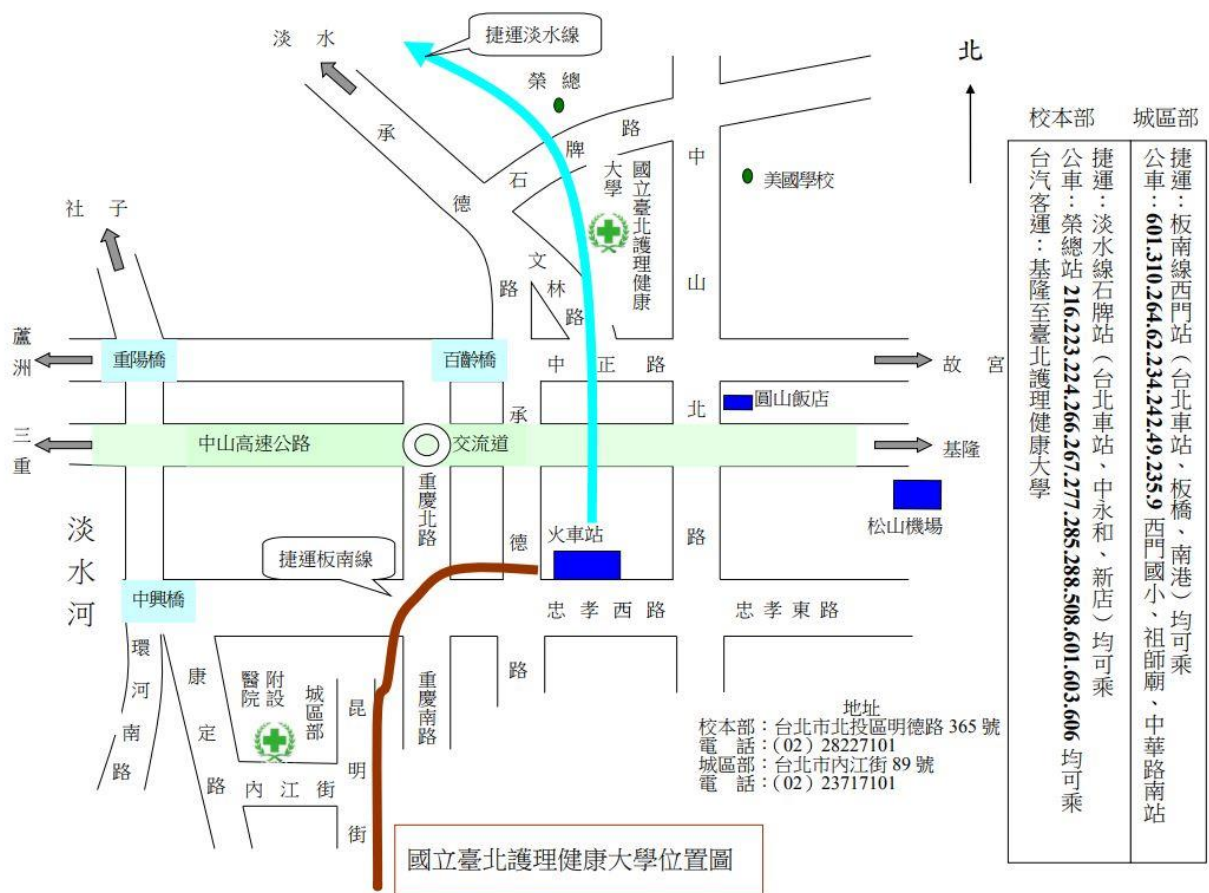 淡水
捷運淡水線
榮總
北
承德路
石牌路
中山北路
國立臺北護理健康
大學
美國學校
社子
文林路
蘆洲
重陽橋
百齡橋
中正路
故宮
圓山飯店
三重
中山高速公路
交流道
基隆
承德路
重慶北路
松山機場
淡水河
捷運板南線
火車站
中興橋
忠孝西路
忠孝東路
環河南路
康定路
附設
醫院
城區部
昆明街
重慶南路
內江街
地址
校本部：台北市北投區明德路 365 號
電　話：（02）28227101
城區部：台北市內江街 89 號
電　話：（02）23717101
國立臺北護理健康大學位置圖
城區部
捷運：板南線西門站（台北車站、板橋、南港）均可乘
公車：601.310.264.62.234.242.49.235.9 西門國小、祖師廟、中華路南站
校本部
捷運：淡水線石牌站（台北車站、中永和、新店）均可乘
公車：榮總站 216.223.224.266.267.277.285.288.508.601.603.606 均可乘
台汽客運：基隆至臺北護理健康大學